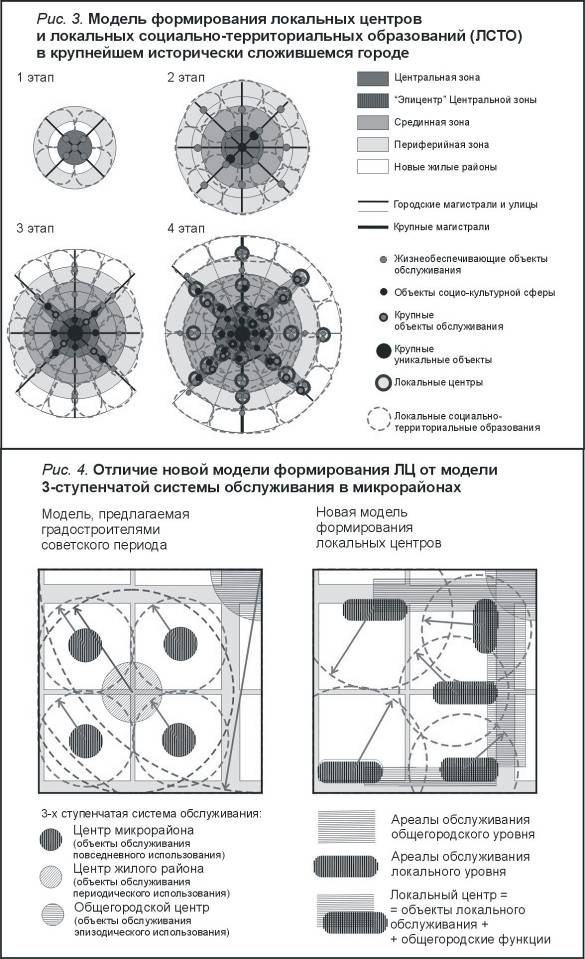 Рис. 3. Модель формирования локальных центров
и локальных социально-территориальных образований (ЛСТО)
в крупнейшем исторически сложившемся городе
1 этап
2 этап
3 этап
4 этап
Центральная зона
"Эпицентр" Центральной зоны
Срединная зона
Периферийная зона
Новые жилые районы
Городские магистрали и улицы
Крупные магистрали
Жизнеобеспечивающие объекты
обслуживания
Объекты социо-культурной сферы
Крупные
объекты обслуживания
Крупные
уникальные объекты
Локальные центры
Локальные социально-
территориальные образования
Рис. 4. Отличие новой модели формирования ЛЦ от модели
3-ступенчатой системы обслуживания в микрорайонах
Модель, предлагаемая
градостроителями
советского периода
Новая модель
формирования
локальных центров
3-х ступенчатая система обслуживания:
Центр микрорайона
(объекты обслуживания
повседневного использования)
Центр жилого района
(объекты обслуживания
периодического использования)
Общегородской центр
(объекты обслуживания
эпизодического использования)
Ареалы обслуживания
общегородского уровня
Ареалы обслуживания
локального уровня
Локальный центр =
= объекты локального
обслуживания +
+ общегородские функции